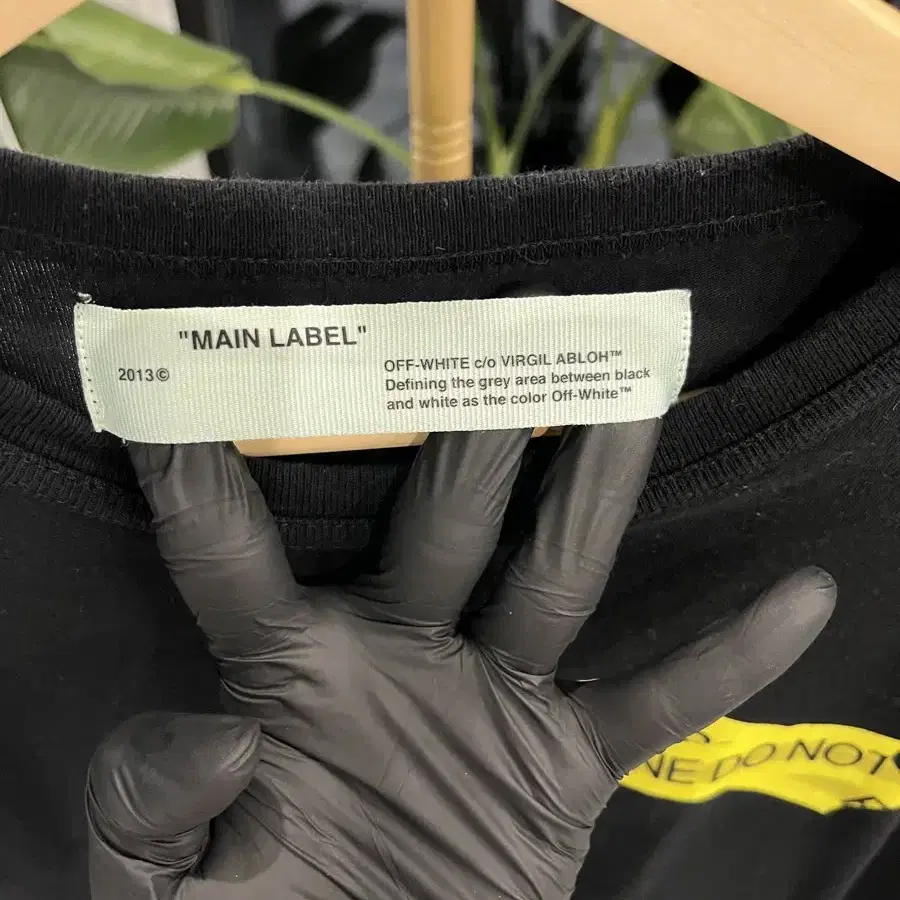 "MAIN LABEL"
2013©
OFF-WHITE c/o VIRGIL ABLOH™
Defining the grey area between black
and white as the color Off-White™
NE DO NOT